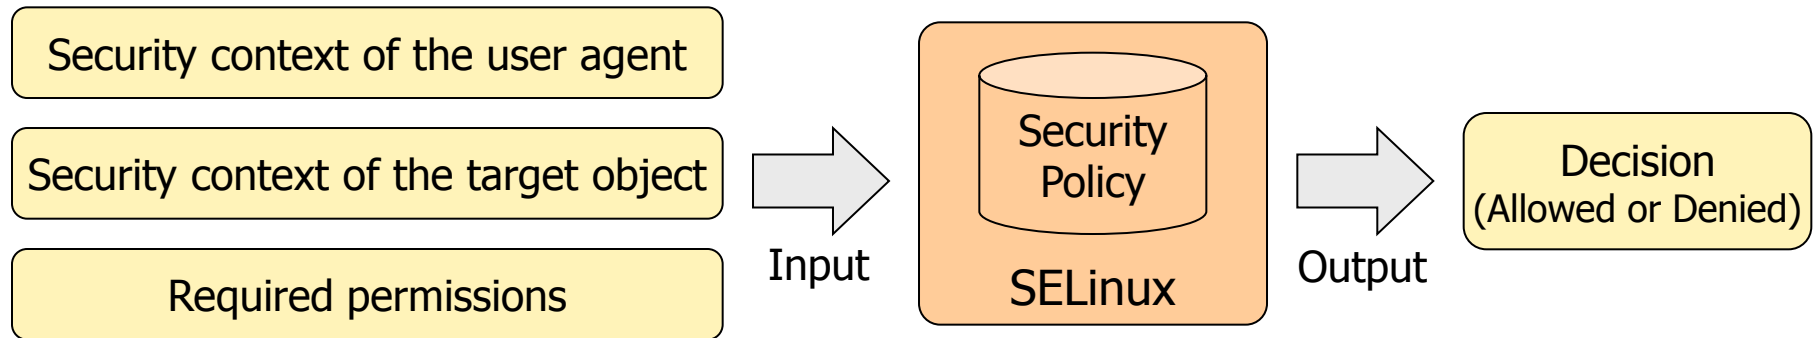 Security context of the user agent
Security context of the target object
Required permissions
Input
Security
Policy
SELinux
Output
Decision
(Allowed or Denied)